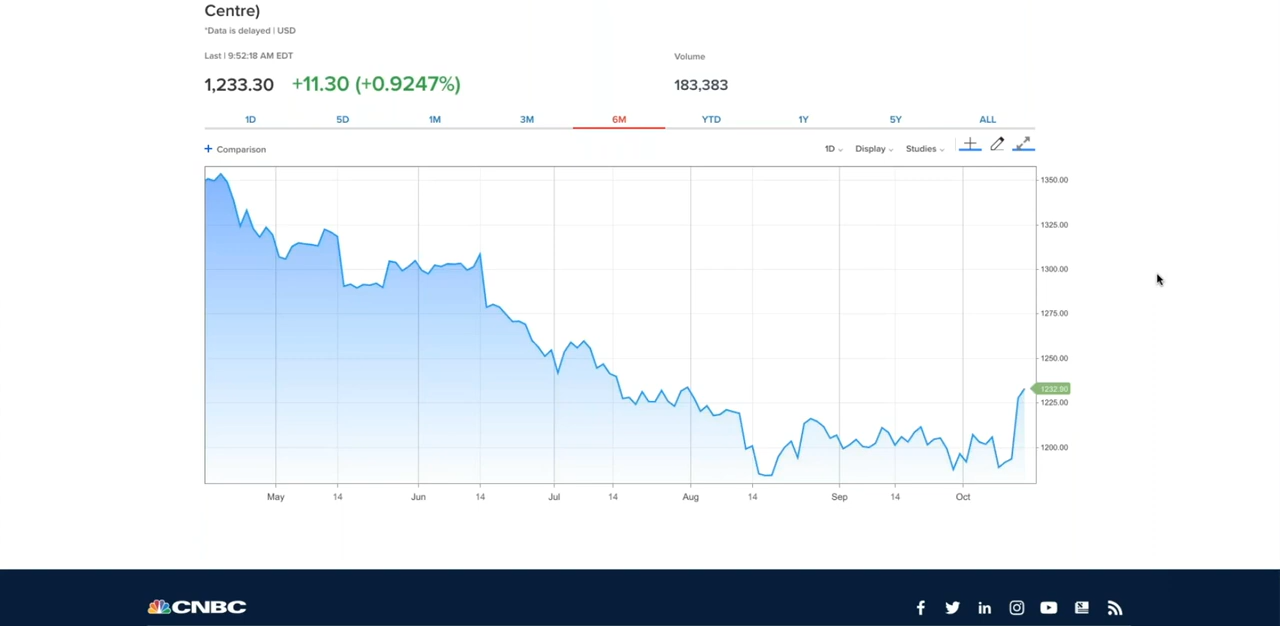 Centre)
*Data is delayed | USD
Last | 9:52:18 AM EDT
Volume
1,233.30 +11.30 (+0.9247%)
183,383
1D 5D 1M 3M 6M YTD 1Y 5Y ALL
+ Comparison
1D Display Studies
1350.00
1325.00
1300.00
1275.00
1250.00
1232.90
1225.00
1200.00
May 14 Jun 14 Jul 14 Aug 14 Sep 14 Oct
CNBC